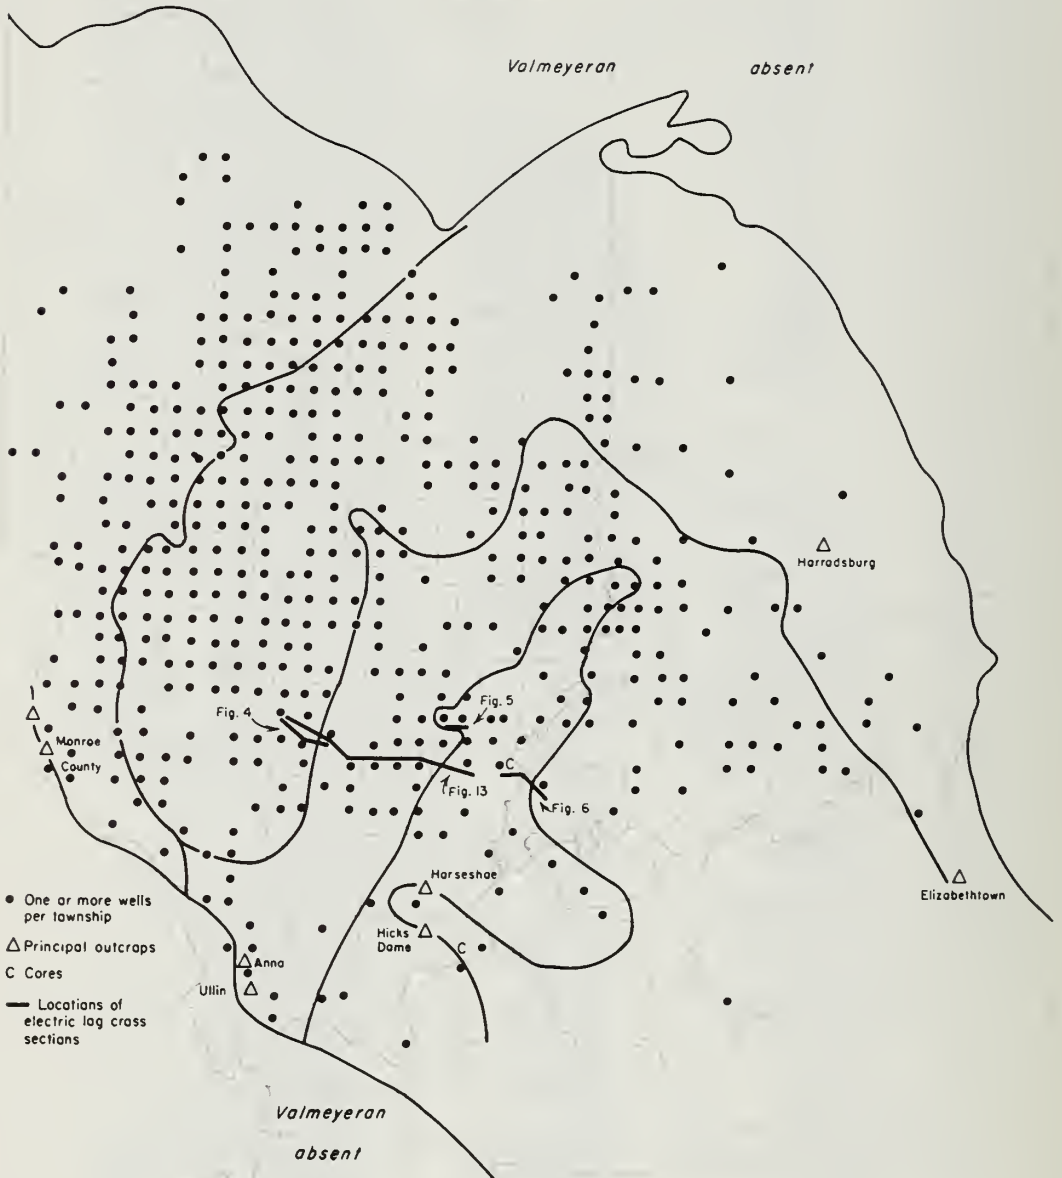 Valmeyeran absent
Harradsburg
Fig. 5
Fig. 4
Monroe
County
C
Fig. 13
Fig. 6
Horseshoe
Elizabethtown
Hicks
Dome
C
Anna
Ullin
One or more wells
per township
Principal outcrops
C Cores
Locations of
electric log cross
sections
Valmeyeran
absent